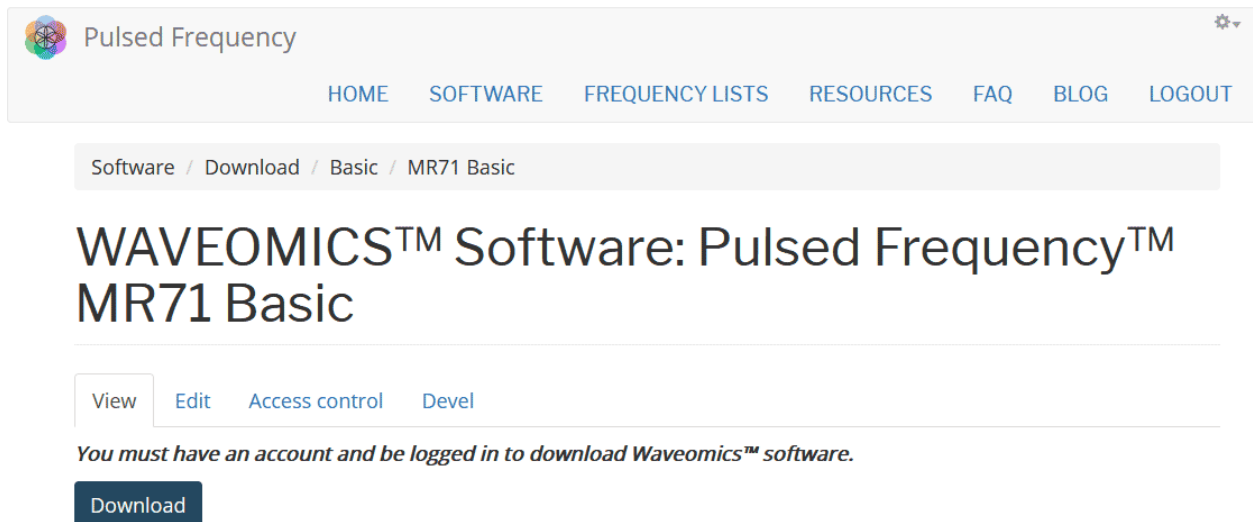 Pulsed Frequency
HOME SOFTWARE FREQUENCY LISTS RESOURCES FAQ BLOG LOGOUT
Software / Download / Basic / MR71 Basic
WAVEOMICS™ Software: Pulsed Frequency™
MR71 Basic
View Edit Access control Devel
You must have an account and be logged in to download Waveomics™ software.
Download